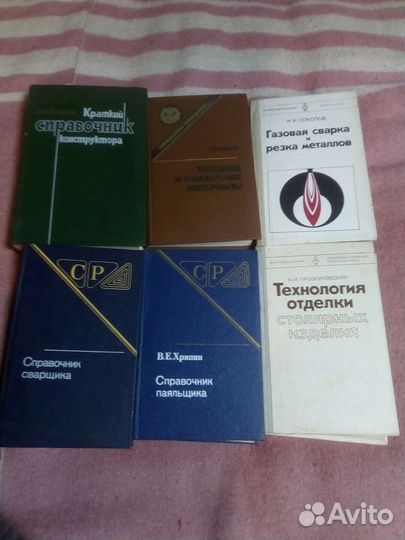 Краткий
справочник
конструктора
ТОПЛИВО
И СМАЗОЧНЫЕ
МАТЕРИАЛЫ
И. И. СОКОЛОВ
Газовая сварка и
резка металлов
СР
Справочник
сварщика
СР
В.Е.Хряпин
Справочник
паяльщика
Н. И. ПРОЗОРОВСКИЙ
Технология
отделки
столярных
изделий
Avito